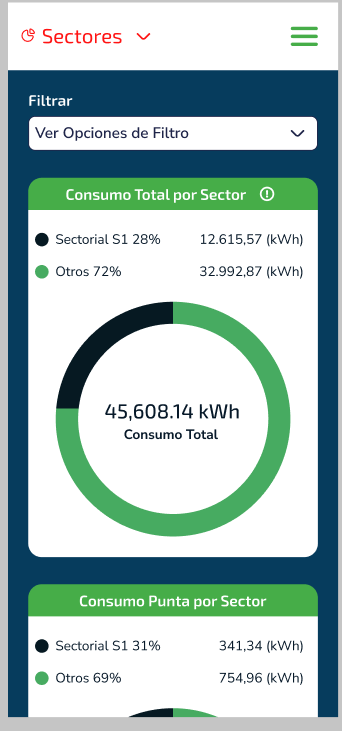 Sectores
Filtrar
Ver Opciones de Filtro
Consumo Total por Sector
Sectorial S1 28% 12.615,57 (kWh)
Otros 72% 32.992,87 (kWh)
45,608.14 kWh
Consumo Total
Consumo Punta por Sector
Sectorial S1 31% 341,34 (kWh)
Otros 69% 754,96 (kWh)